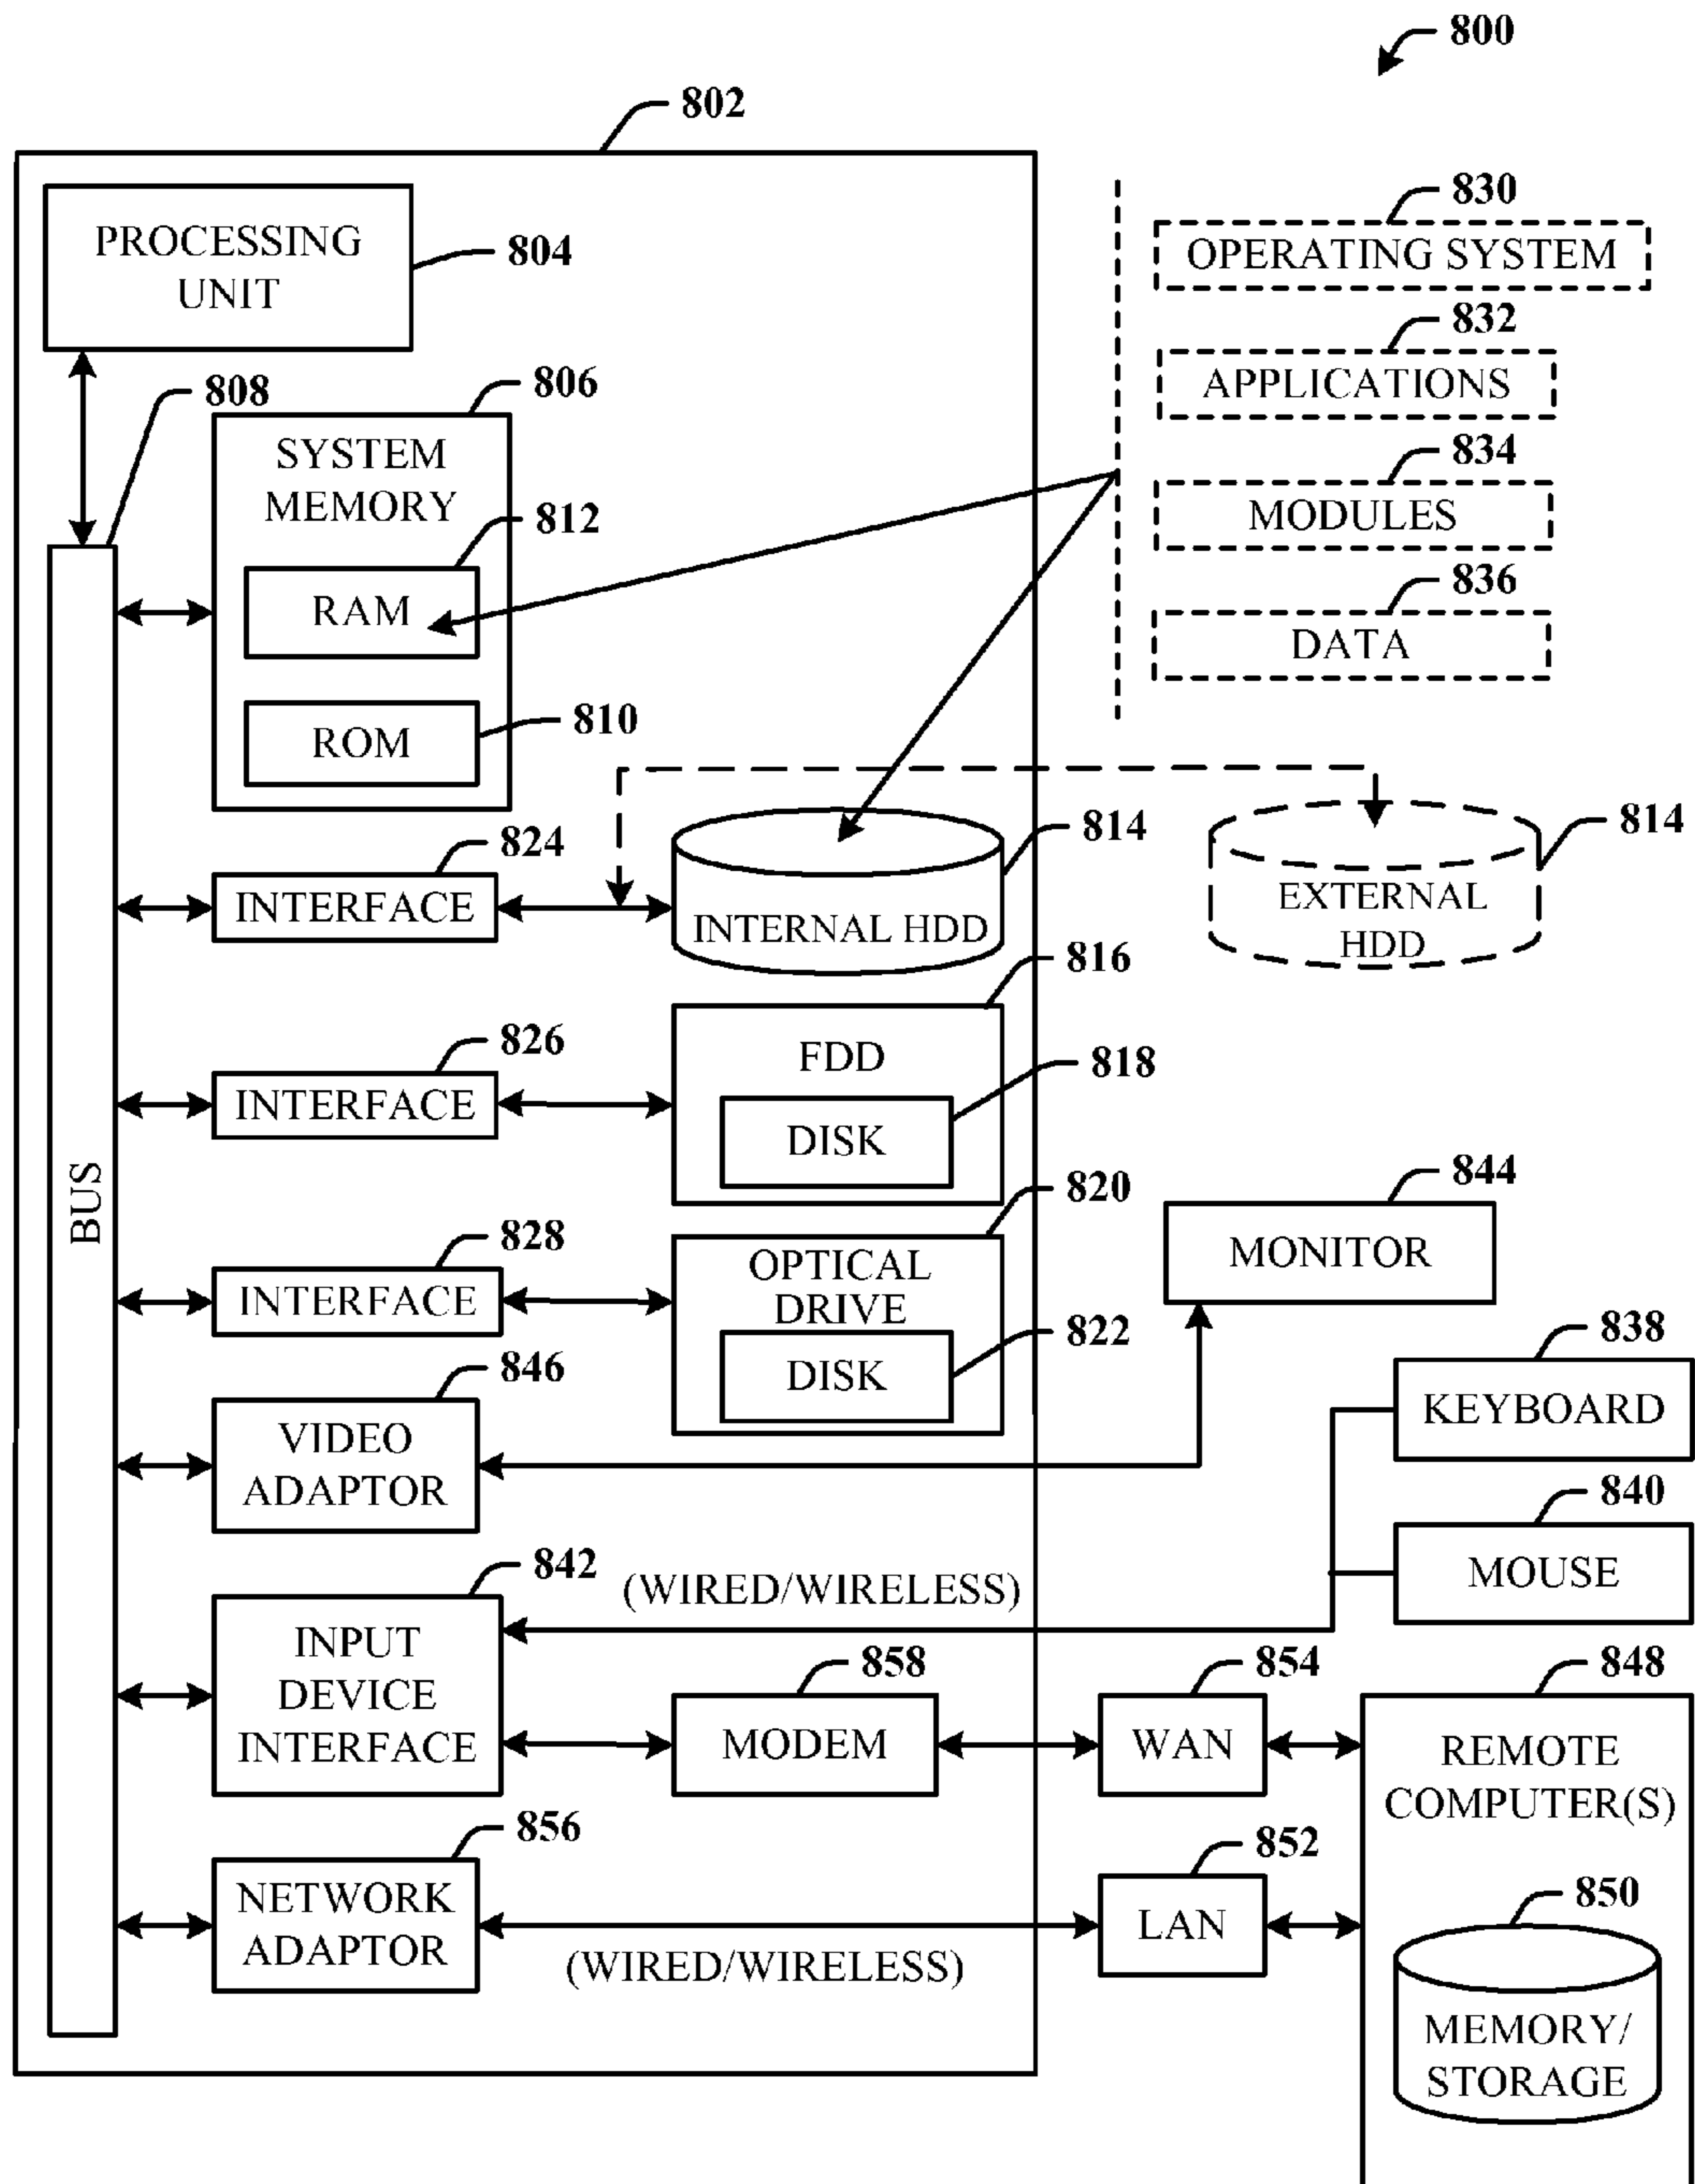 800
802
PROCESSING
UNIT
804
830
OPERATING SYSTEM
832
APPLICATIONS
834
MODULES
836
DATA
808
806
SYSTEM
MEMORY
812
RAM
810
ROM
BUS
824
INTERFACE
814
INTERNAL HDD
814
EXTERNAL
HDD
826
INTERFACE
816
FDD
818
DISK
828
INTERFACE
820
OPTICAL
DRIVE
822
DISK
844
MONITOR
846
VIDEO
ADAPTOR
838
KEYBOARD
840
MOUSE
842
INPUT
DEVICE
INTERFACE
(WIRED/WIRELESS)
858
MODEM
854
WAN
848
REMOTE
COMPUTER(S)
856
NETWORK
ADAPTOR
(WIRED/WIRELESS)
852
LAN
850
MEMORY/
STORAGE